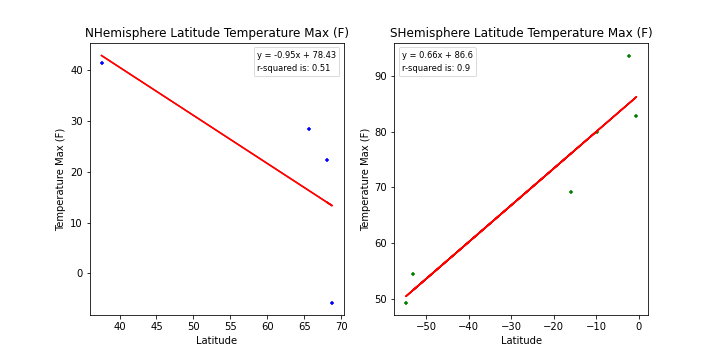 NHemisphere Latitude Temperature Max (F)
y = -0.95x + 78.43
r-squared is: 0.51
Temperature Max (F)
40
30
20
10
0
40
45
50
55
60
65
70
Latitude
SHemisphere Latitude Temperature Max (F)
y = 0.66x + 86.6
r-squared is: 0.9
Temperature Max (F)
90
80
70
60
50
−50
−40
−30
−20
−10
0
Latitude